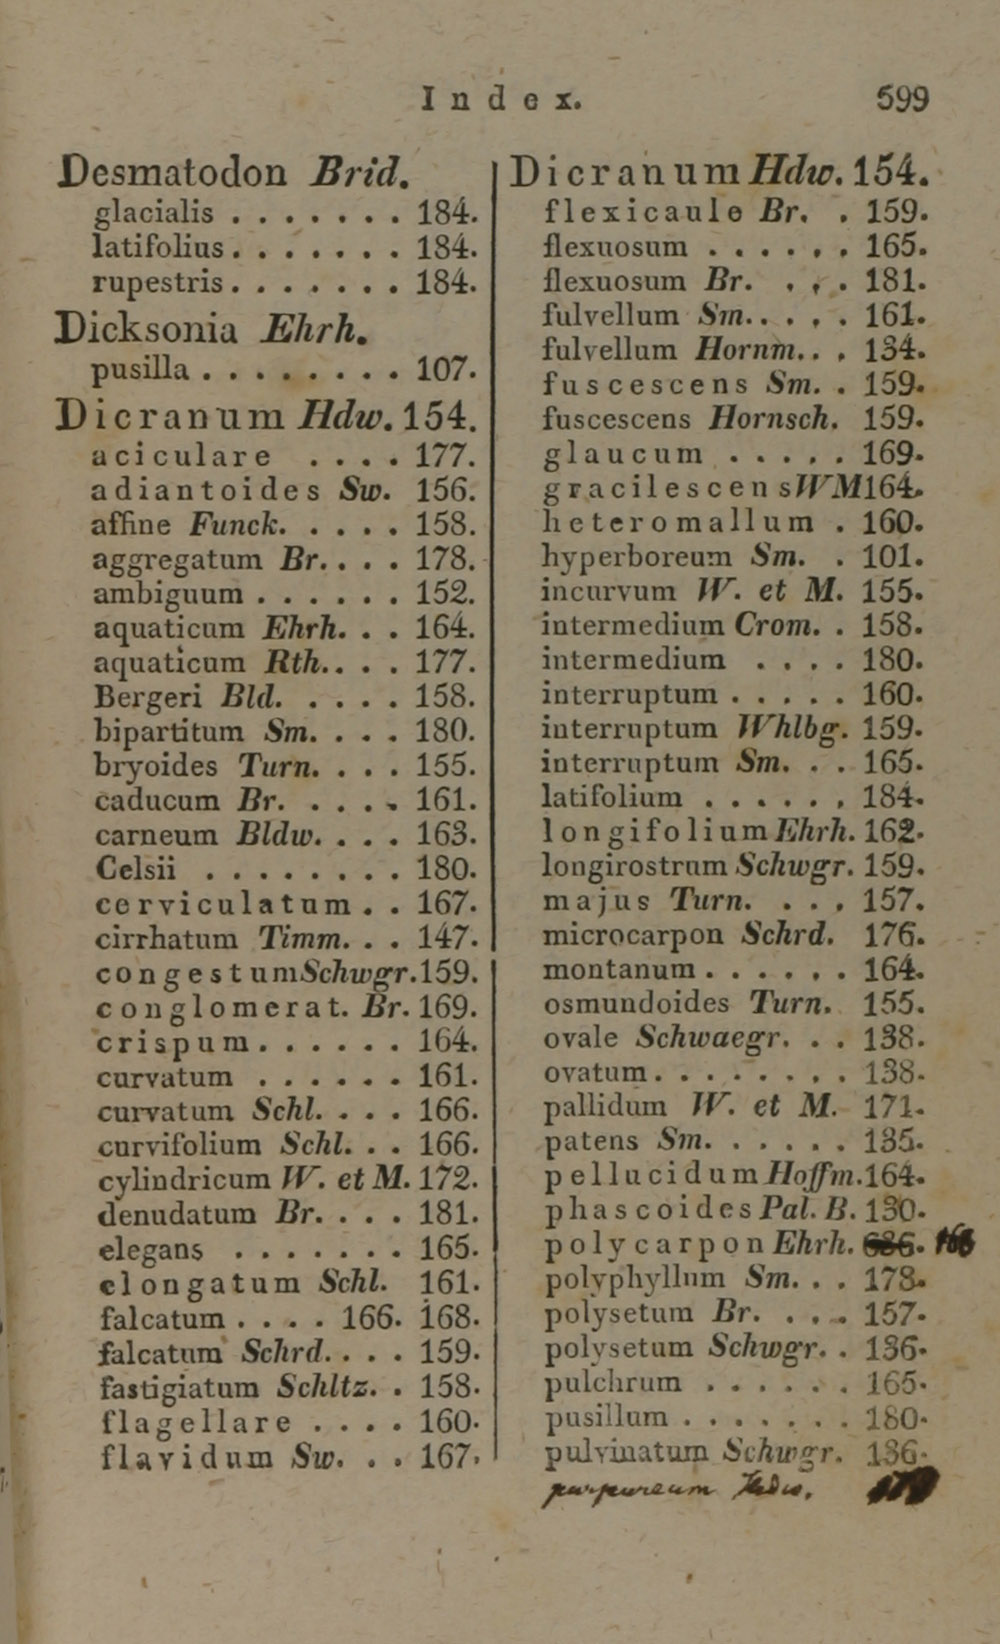 Index. 599
Desmatodon Brid.
glacialis . . . . . . . 184.
latifolius . . . . . . . 184.
rupestris . . . . . . . 184.
Dicksonia Ehrh.
pusilla . . . . . . . . 107.
Dicranum Hdw. 154.
aciculare . . . . 177.
adiantoides Sw. 156.
affine Funck. . . . . 158.
aggregatum Br. . . . 178.
ambiguum . . . . . . 152.
aquaticum Ehrh. . . 164.
aquaticum Rth. . . . 177.
Bergeri Bld. . . . . 158.
bipartitum Sm. . . . 180.
bryoides Turn. . . . 155.
caducum Br. . . . . 161.
carneum Bldw. . . . 163.
Celsii . . . . . . . . 180.
cerviculatum . . 167.
cirrhatum Timm. . . 147.
congestum Schwgr. 159.
conglomerat. Br. 169.
crispum . . . . . . 164.
curvatum . . . . . . 161.
curvatum Schl. . . . 166.
curvifolium Schl. . . 166.
cylindricum W. et M. 172.
denudatum Br. . . . 181.
elegans . . . . . . . 165.
elongatum Schl. 161.
falcatum . . . . 166. 168.
falcatum Schrd. . . . 159.
fastigiatum Schltz. . 158.
flagellare . . . . 160.
flavidum Sw. . . 167.
Dicranum Hdw. 154.
flexicaule Br. . 159.
flexuosum . . . . . . 165.
flexuosum Br. . . . 181.
fulvellum Sm. . . . . 161.
fulvellum Hornm. . . 134.
fuscescens Sm. . 159.
fuscescens Hornsch. 159.
glaucum . . . . . 169.
gracilescens WM 164.
heteromallum . 160.
hyperboreum Sm. . 101.
incurvum W. et M. 155.
intermedium Crom. . 158.
intermedium . . . . 180.
interruptum . . . . . 160.
interruptum Whlbg. 159.
interruptum Sm. . . 165.
latifolium . . . . . . 184.
longifolium Ehrh. 162.
longirostrum Schwgr. 159.
majus Turn. . . . 157.
microcarpon Schrd. 176.
montanum . . . . . . 164.
osmundoides Turn. 155.
ovale Schwaegr. . . 138.
ovatum . . . . . . . . 138.
pallidum W. et M. 171.
patens Sm. . . . . . 135.
pellucidum Hoffm. 164.
phascoides Pal. B. 130.
polycarpon Ehrh.
polyphyllum Sm. . . 178.
polysetum Br. . . . 157.
polysetum Schwgr. . 136.
pulchrum . . . . . . 165.
pusillum . . . . . . . 180.
pulvinatum Schwgr. 136.
purpureum Hedw.